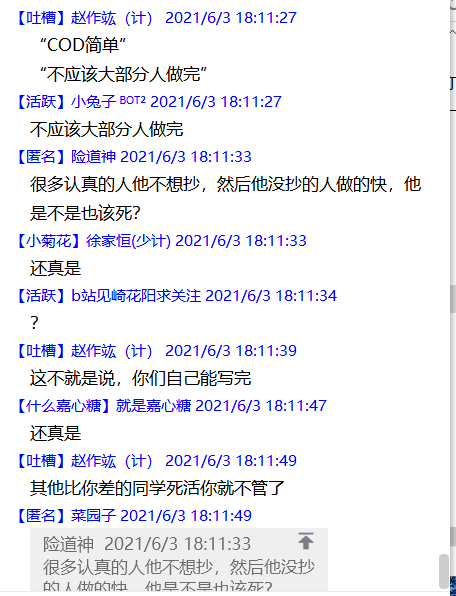 【吐槽】赵作竑（计） 2021/6/3 18:11:27
“COD简单”
“不应该大部分人做完”
【活跃】小兔子 BOT2 2021/6/3 18:11:27
不应该大部分人做完
【匿名】险道神 2021/6/3 18:11:33
很多认真的人他不想抄，然后他没抄的人做的快，他
是不是也该死?
【小菊花】徐家恒(少计) 2021/6/3 18:11:33
还真是
【活跃】b站见崎花阳求关注 2021/6/3 18:11:34
?
【吐槽】赵作竑（计） 2021/6/3 18:11:39
这不就是说，你们自己能写完
【什么嘉心糖】就是嘉心糖 2021/6/3 18:11:47
还真是
【吐槽】赵作竑（计） 2021/6/3 18:11:49
其他比你差的同学死活你就不管了
【匿名】菜园子 2021/6/3 18:11:49
险道神 2021/6/3 18:11:33
很多认真的人他不想抄，然后他没抄
的人做的快，他是不是也该死?